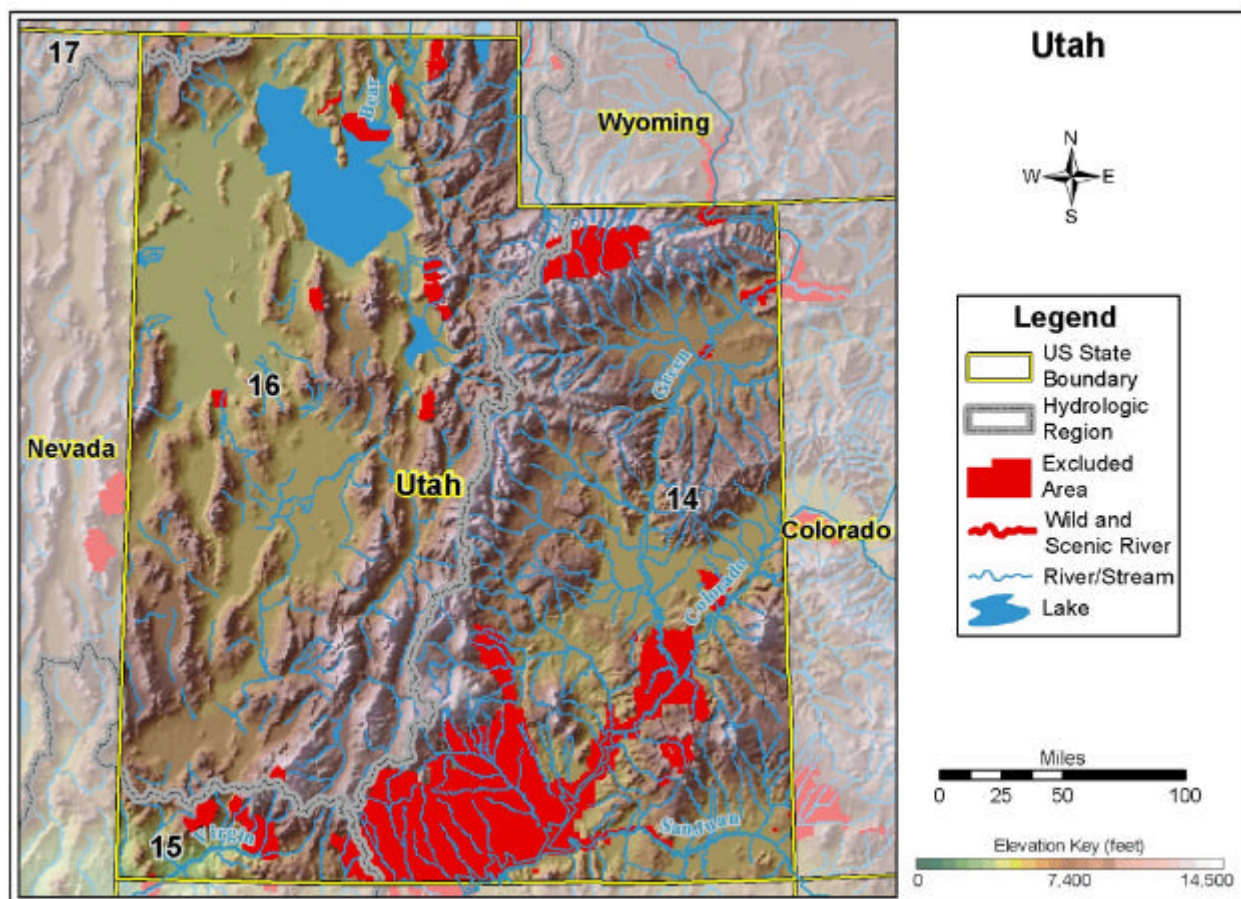 Utah
17
Bear
Wyoming
N
W E
S
Legend
US State
Boundary
Hydrologic
Region
Excluded
Area
Wild and
Scenic River
River/Stream
Lake
16
Green
Nevada
Utah
14
Colorado
Colorado
Virgin
15
San Juan
Miles
0 25 50 100
Elevation Key (feet)
0 7.400 14.500